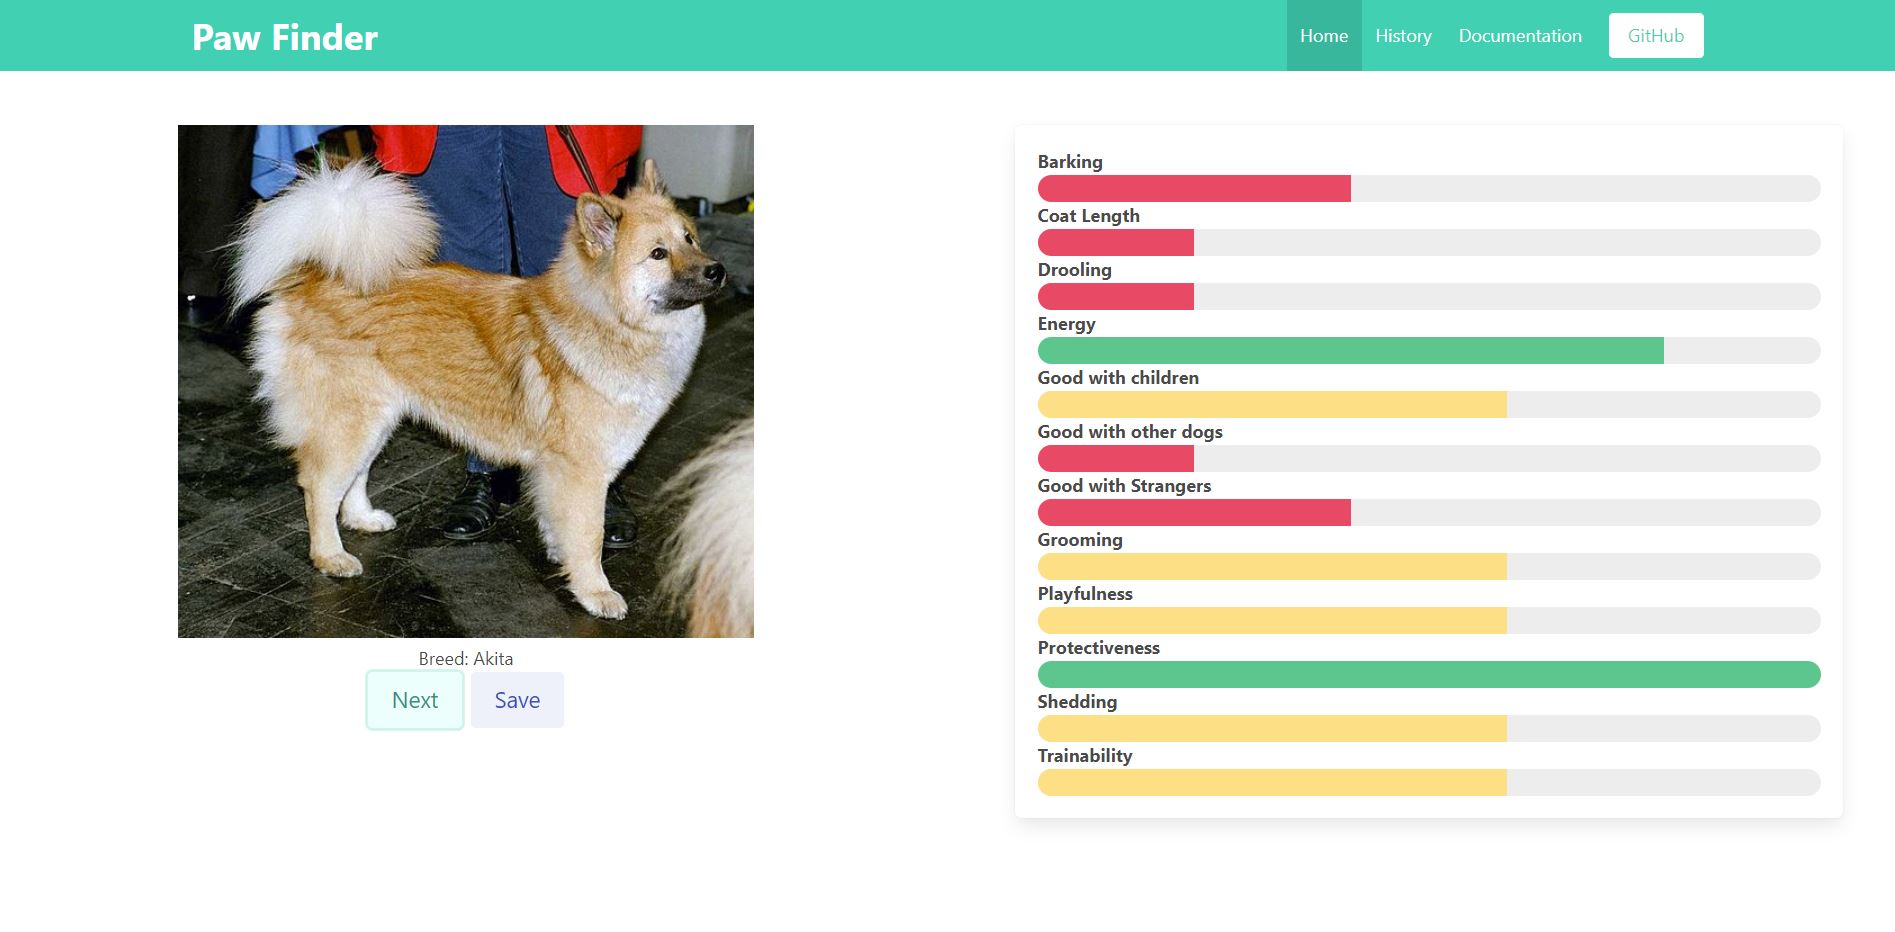 Paw Finder
Home
History
Documentation
GitHub
Breed: Akita
Next
Save
Barking
Coat Length
Drooling
Energy
Good with children
Good with other dogs
Good with Strangers
Grooming
Playfulness
Protectiveness
Shedding
Trainability